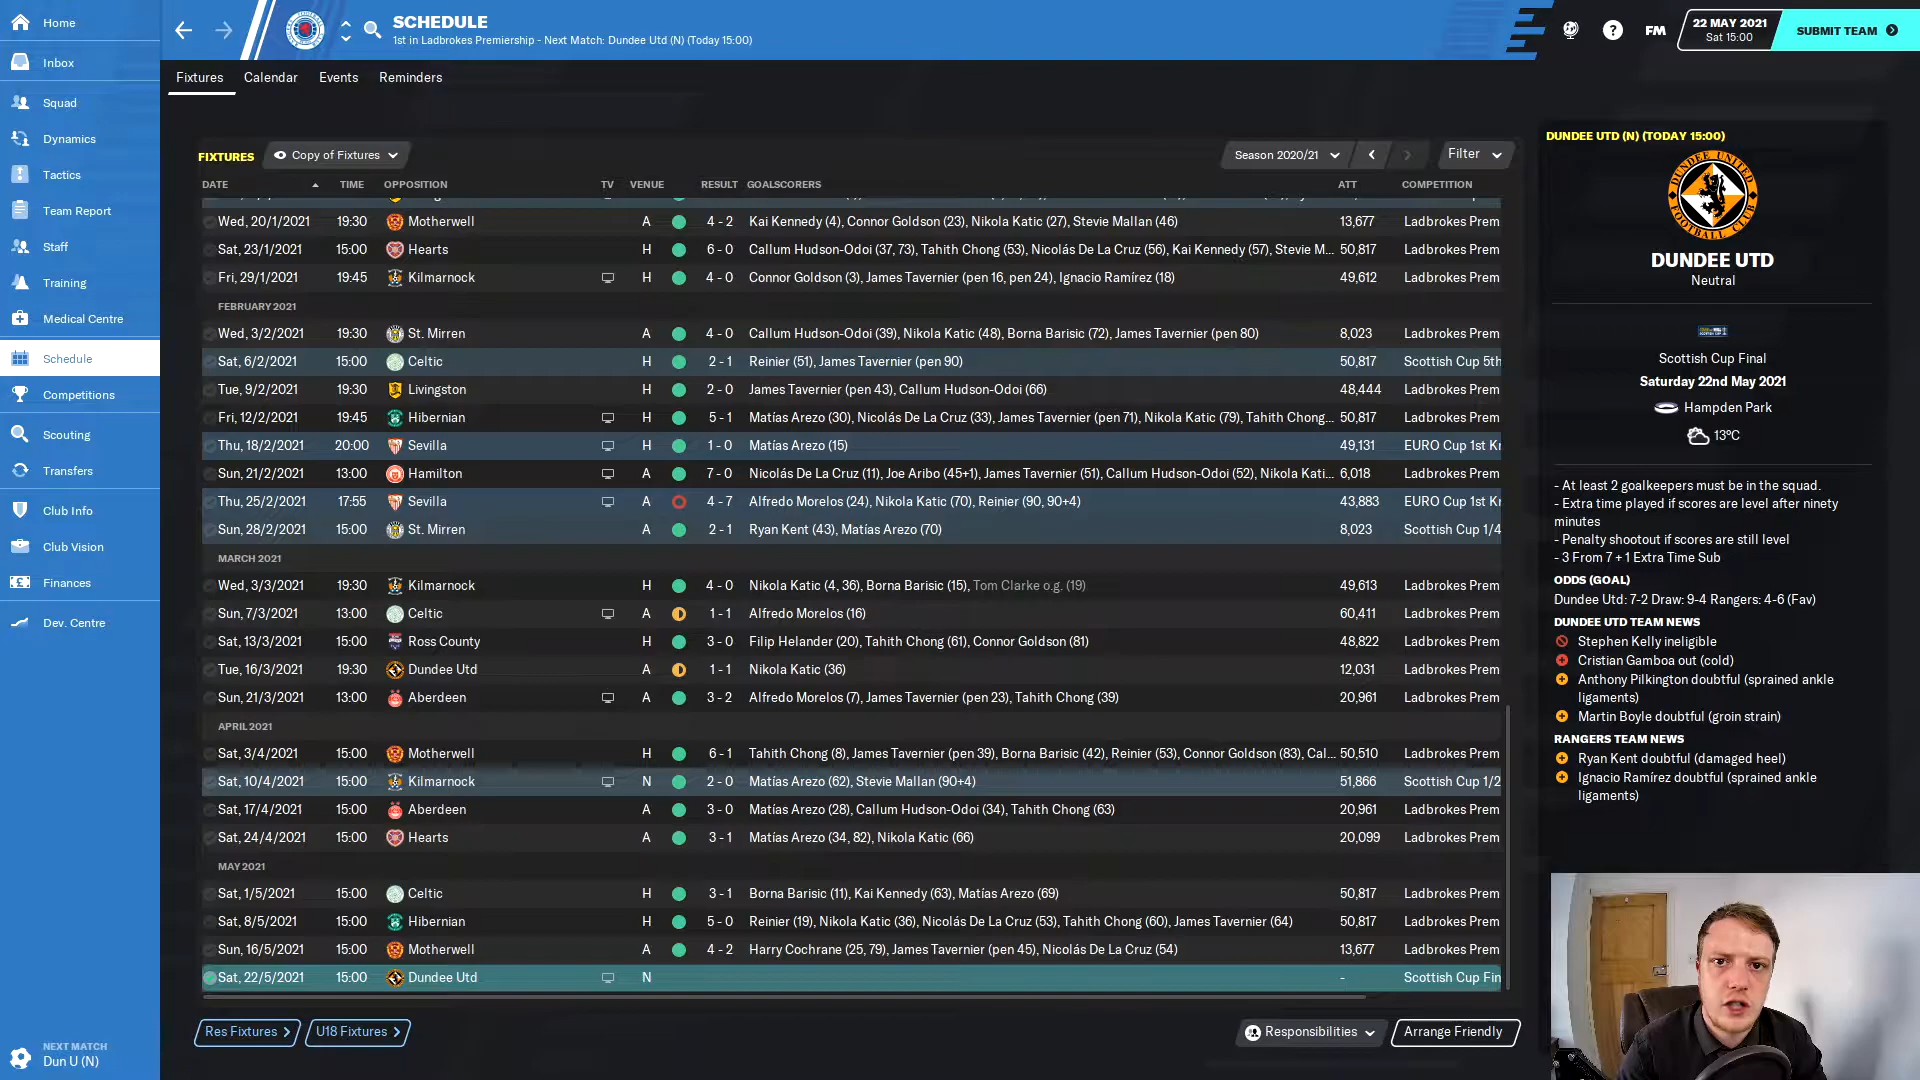 Home
Inbox
Squad
Dynamics
Tactics
Team Report
Staff
Training
Medical Centre
Schedule
Competitions
Scouting
Transfers
Club Info
Club Vision
Finances
Dev. Centre
NEXT MATCH
Dun U (N)
SCHEDULE
1st in Ladbrokes Premiership - Next Match: Dundee Utd (N) (Today 15:00)
? FM
22 MAY 2021
Sat 15:00
SUBMIT TEAM
Fixtures Calendar Events Reminders
FIXTURES Copy of Fixtures Season 2020/21 Filter
DATE TIME OPPOSITION TV VENUE RESULT GOALSCORERS ATT COMPETITION
Wed, 20/1/2021 19:30 Motherwell A 4 - 2 Kai Kennedy (4), Connor Goldson (23), Nikola Katic (27), Stevie Mallan (46) 13,677 Ladbrokes Prem
Sat, 23/1/2021 15:00 Hearts H 6 - 0 Callum Hudson-Odoi (37, 73), Tahith Chong (53), Nicolás De La Cruz (56), Kai Kennedy (57), Stevie M... 50,817 Ladbrokes Prem
Fri, 29/1/2021 19:45 Kilmarnock H 4 - 0 Connor Goldson (3), James Tavernier (pen 16, pen 24), Ignacio Ramírez (18) 49,612 Ladbrokes Prem
FEBRUARY 2021
Wed, 3/2/2021 19:30 St. Mirren A 4 - 0 Callum Hudson-Odoi (39), Nikola Katic (48), Borna Barisic (72), James Tavernier (pen 80) 8,023 Ladbrokes Prem
Sat, 6/2/2021 15:00 Celtic H 2 - 1 Reinier (51), James Tavernier (pen 90) 50,817 Scottish Cup 5th
Tue, 9/2/2021 19:30 Livingston H 2 - 0 James Tavernier (pen 43), Callum Hudson-Odoi (66) 48,444 Ladbrokes Prem
Fri, 12/2/2021 19:45 Hibernian H 5 - 1 Matías Arezo (30), Nicolás De La Cruz (33), James Tavernier (pen 71), Nikola Katic (79), Tahith Chong... 50,817 Ladbrokes Prem
Thu, 18/2/2021 20:00 Sevilla H 1 - 0 Matías Arezo (15) 49,131 EURO Cup 1st Kr
Sun, 21/2/2021 13:00 Hamilton A 7 - 0 Nicolás De La Cruz (11), Joe Aribo (45+1), James Tavernier (51), Callum Hudson-Odoi (52), Nikola Kati... 6,018 Ladbrokes Prem
Thu, 25/2/2021 17:55 Sevilla A 4 - 7 Alfredo Morelos (24), Nikola Katic (70), Reinier (90, 90+4) 43,883 EURO Cup 1st Kr
Sun, 28/2/2021 15:00 St. Mirren A 2 - 1 Ryan Kent (43), Matías Arezo (70) 8,023 Scottish Cup 1/4
MARCH 2021
Wed, 3/3/2021 19:30 Kilmarnock H 4 - 0 Nikola Katic (4, 36), Borna Barisic (15), Tom Clarke o.g. (19) 49,613 Ladbrokes Prem
Sun, 7/3/2021 13:00 Celtic A 1 - 1 Alfredo Morelos (16) 60,411 Ladbrokes Prem
Sat, 13/3/2021 15:00 Ross County H 3 - 0 Filip Helander (20), Tahith Chong (61), Connor Goldson (81) 48,822 Ladbrokes Prem
Tue, 16/3/2021 19:30 Dundee Utd A 1 - 1 Nikola Katic (36) 12,031 Ladbrokes Prem
Sun, 21/3/2021 13:00 Aberdeen A 3 - 2 Alfredo Morelos (7), James Tavernier (pen 23), Tahith Chong (39) 20,961 Ladbrokes Prem
APRIL 2021
Sat, 3/4/2021 15:00 Motherwell H 6 - 1 Tahith Chong (8), James Tavernier (pen 39), Borna Barisic (42), Reinier (53), Connor Goldson (83), Cal... 50,510 Ladbrokes Prem
Sat, 10/4/2021 15:00 Kilmarnock N 2 - 0 Matías Arezo (62), Stevie Mallan (90+4) 51,866 Scottish Cup 1/2
Sat, 17/4/2021 15:00 Aberdeen A 3 - 0 Matías Arezo (28), Callum Hudson-Odoi (34), Tahith Chong (63) 20,961 Ladbrokes Prem
Sat, 24/4/2021 15:00 Hearts A 3 - 1 Matías Arezo (34, 82), Nikola Katic (66) 20,099 Ladbrokes Prem
MAY 2021
Sat, 1/5/2021 15:00 Celtic H 3 - 1 Borna Barisic (11), Kai Kennedy (63), Matías Arezo (69) 50,817 Ladbrokes Prem
Sat, 8/5/2021 15:00 Hibernian H 5 - 0 Reinier (19), Nikola Katic (36), Nicolás De La Cruz (53), Tahith Chong (60), James Tavernier (64) 50,817 Ladbrokes Prem
Sun, 16/5/2021 15:00 Motherwell A 4 - 2 Harry Cochrane (25, 79), James Tavernier (pen 45), Nicolás De La Cruz (54) 13,677 Ladbrokes Prem
Sat, 22/5/2021 15:00 Dundee Utd N - Scottish Cup Fin
Res Fixtures U18 Fixtures Responsibilities Arrange Friendly
DUNDEE UTD (N) (TODAY 15:00)
DUNDEE UNITED
FOOTBALL CLUB
DUNDEE UTD
Neutral
Scottish Cup Final
Saturday 22nd May 2021
Hampden Park
13ºC
- At least 2 goalkeepers must be in the squad.
- Extra time played if scores are level after ninety
minutes
- Penalty shootout if scores are still level
- 3 From 7 + 1 Extra Time Sub
ODDS (GOAL)
Dundee Utd: 7-2 Draw: 9-4 Rangers: 4-6 (Fav)
DUNDEE UTD TEAM NEWS
Stephen Kelly ineligible
Cristian Gamboa out (cold)
Anthony Pilkington doubtful (sprained ankle
ligaments)
Martin Boyle doubtful (groin strain)
RANGERS TEAM NEWS
Ryan Kent doubtful (damaged heel)
Ignacio Ramírez doubtful (sprained ankle
ligaments)